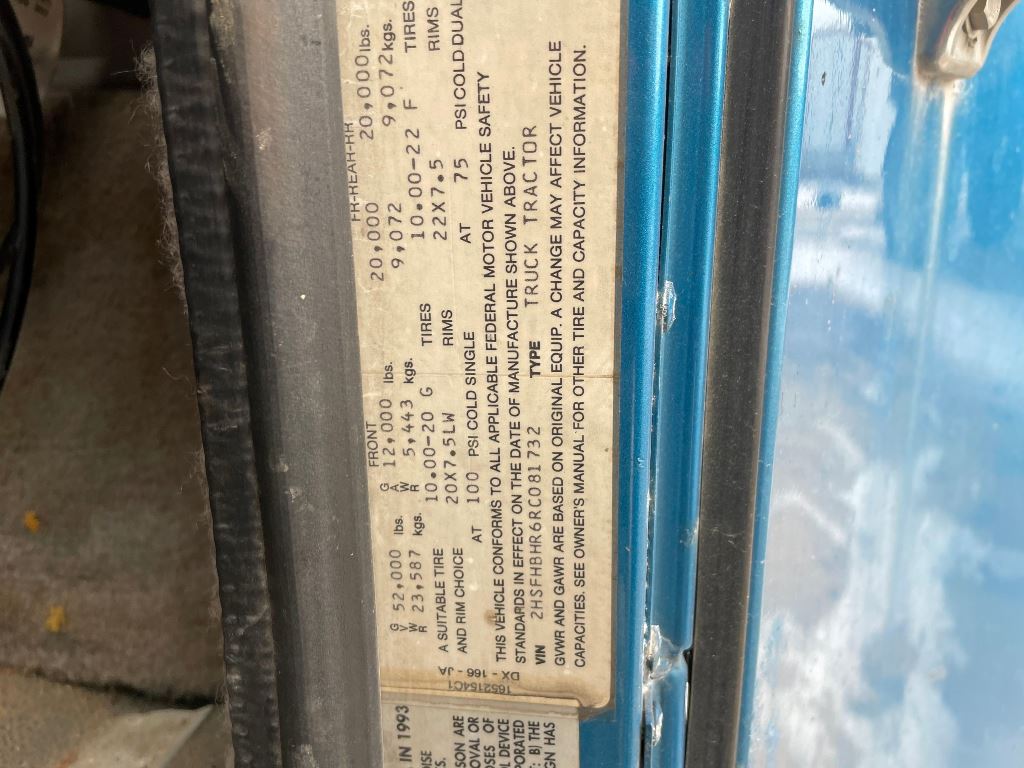 FRONT FR-REAR-RR
G 52,000 lbs. G 12,000 lbs. 20,000 20,000 lbs.
V A
W 23,587 kgs. W 5,443 kgs. 9,072 9,072 kgs.
R R
A SUITABLE TIRE 10.00-20 G TIRES 10.00-22 F TIRES
AND RIM CHOICE 20X7.5LW RIMS 22X7.5 RIMS
AT 100 PSI COLD SINGLE AT 75 PSI COLD DUAL
THIS VEHICLE CONFORMS TO ALL APPLICABLE FEDERAL MOTOR VEHICLE SAFETY
STANDARDS IN EFFECT ON THE DATE OF MANUFACTURE SHOWN ABOVE.
VIN 2HSFHBHR6RC081732 TYPE TRUCK TRACTOR
GVWR AND GAWR ARE BASED ON ORIGINAL EQUIP. A CHANGE MAY AFFECT VEHICLE
CAPACITIES. SEE OWNER'S MANUAL FOR OTHER TIRE AND CAPACITY INFORMATION.
1652154C1
DX - 166 - JA
IN 1993
SON ARE
OVAL OR
OSES OF
L DEVICE
PORATED
: B) THE
GN HAS